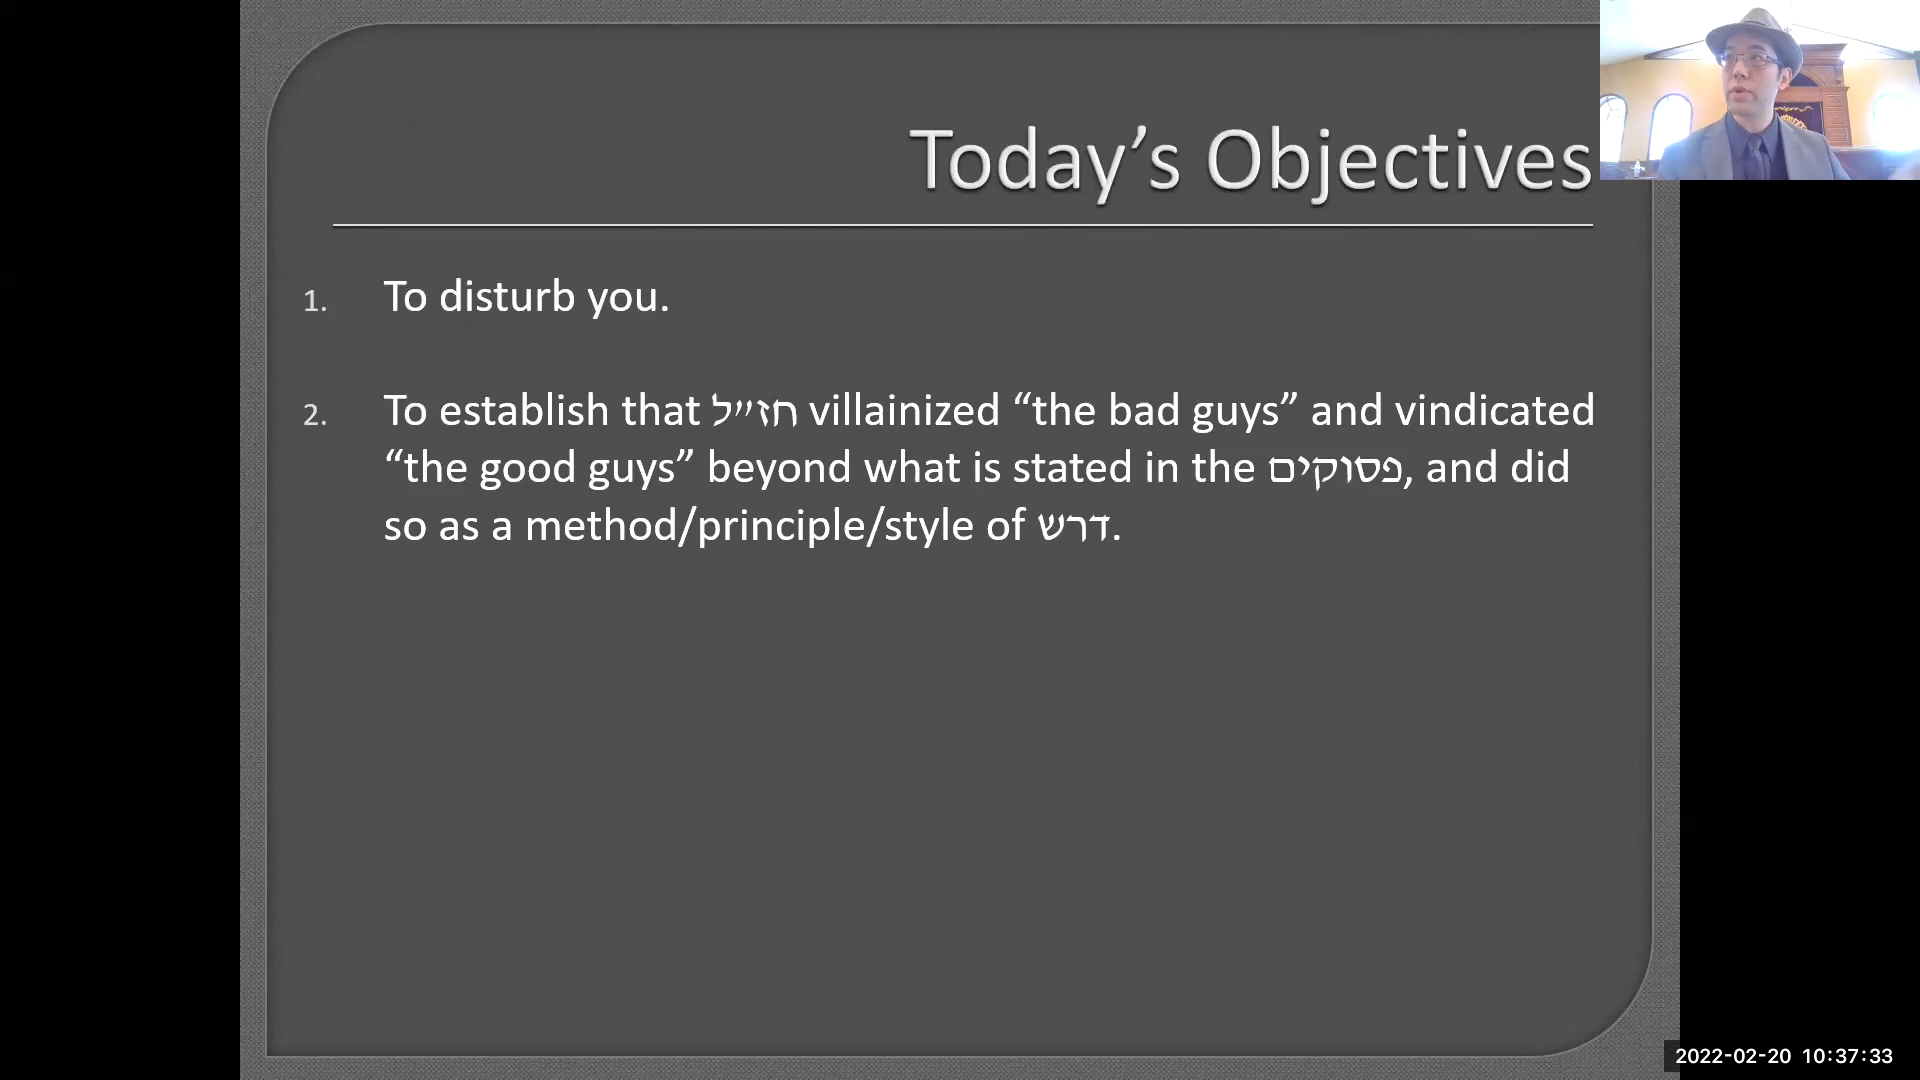 Today’s Objectives
1. To disturb you.
2. To establish that חז״ל villainized “the bad guys” and vindicated
“the good guys” beyond what is stated in the פסוקים, and did
so as a method/principle/style of דרש.
2022-02-20 10:37:33